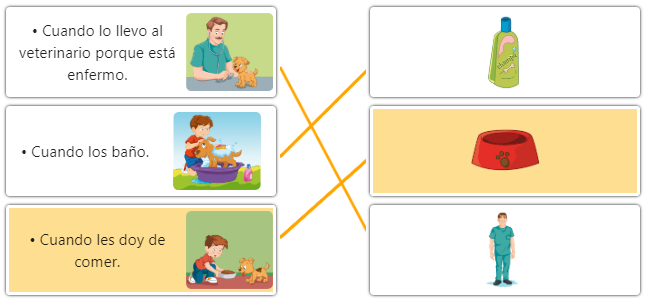 • Cuando lo llevo al
veterinario porque está
enfermo.
• Cuando los baño.
• Cuando les doy de
comer.